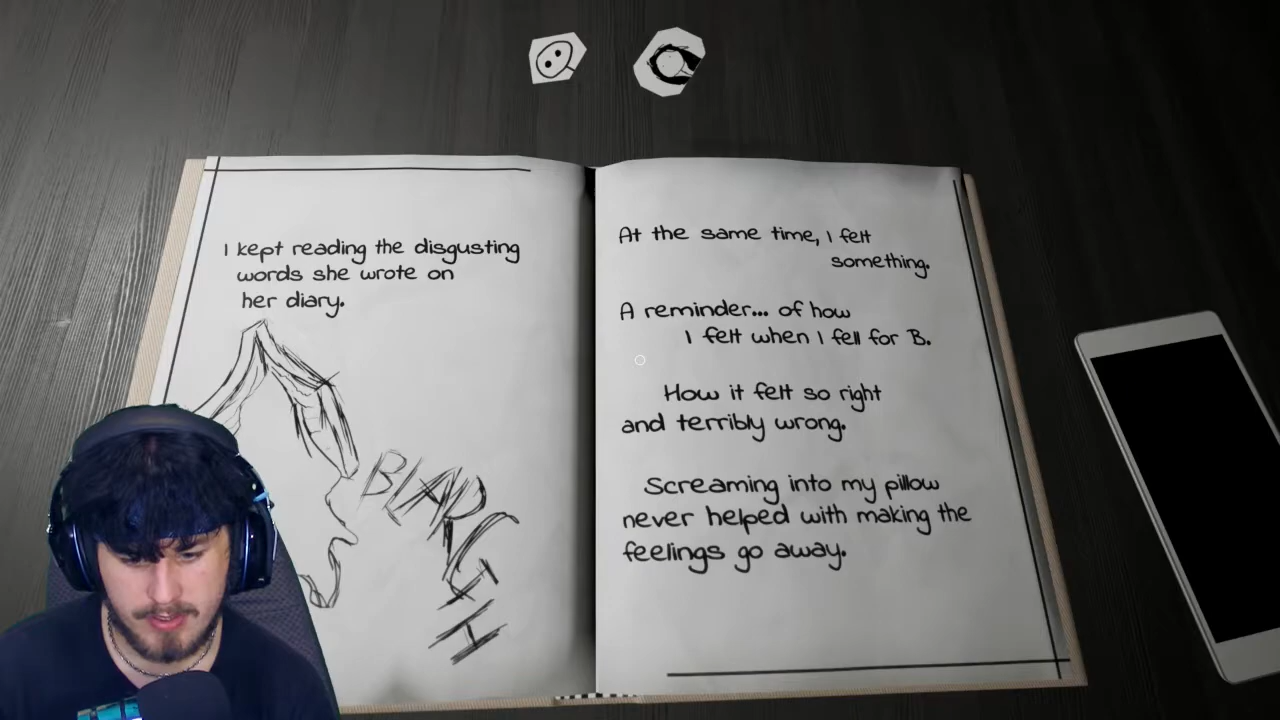 I kept reading the disgusting
words she wrote on
her diary.
BLARGH
At the same time, I felt
something.
A reminder... of how
I felt when I fell for B.
How it felt so right
and terribly wrong.
Screaming into my pillow
never helped with making the
feelings go away.